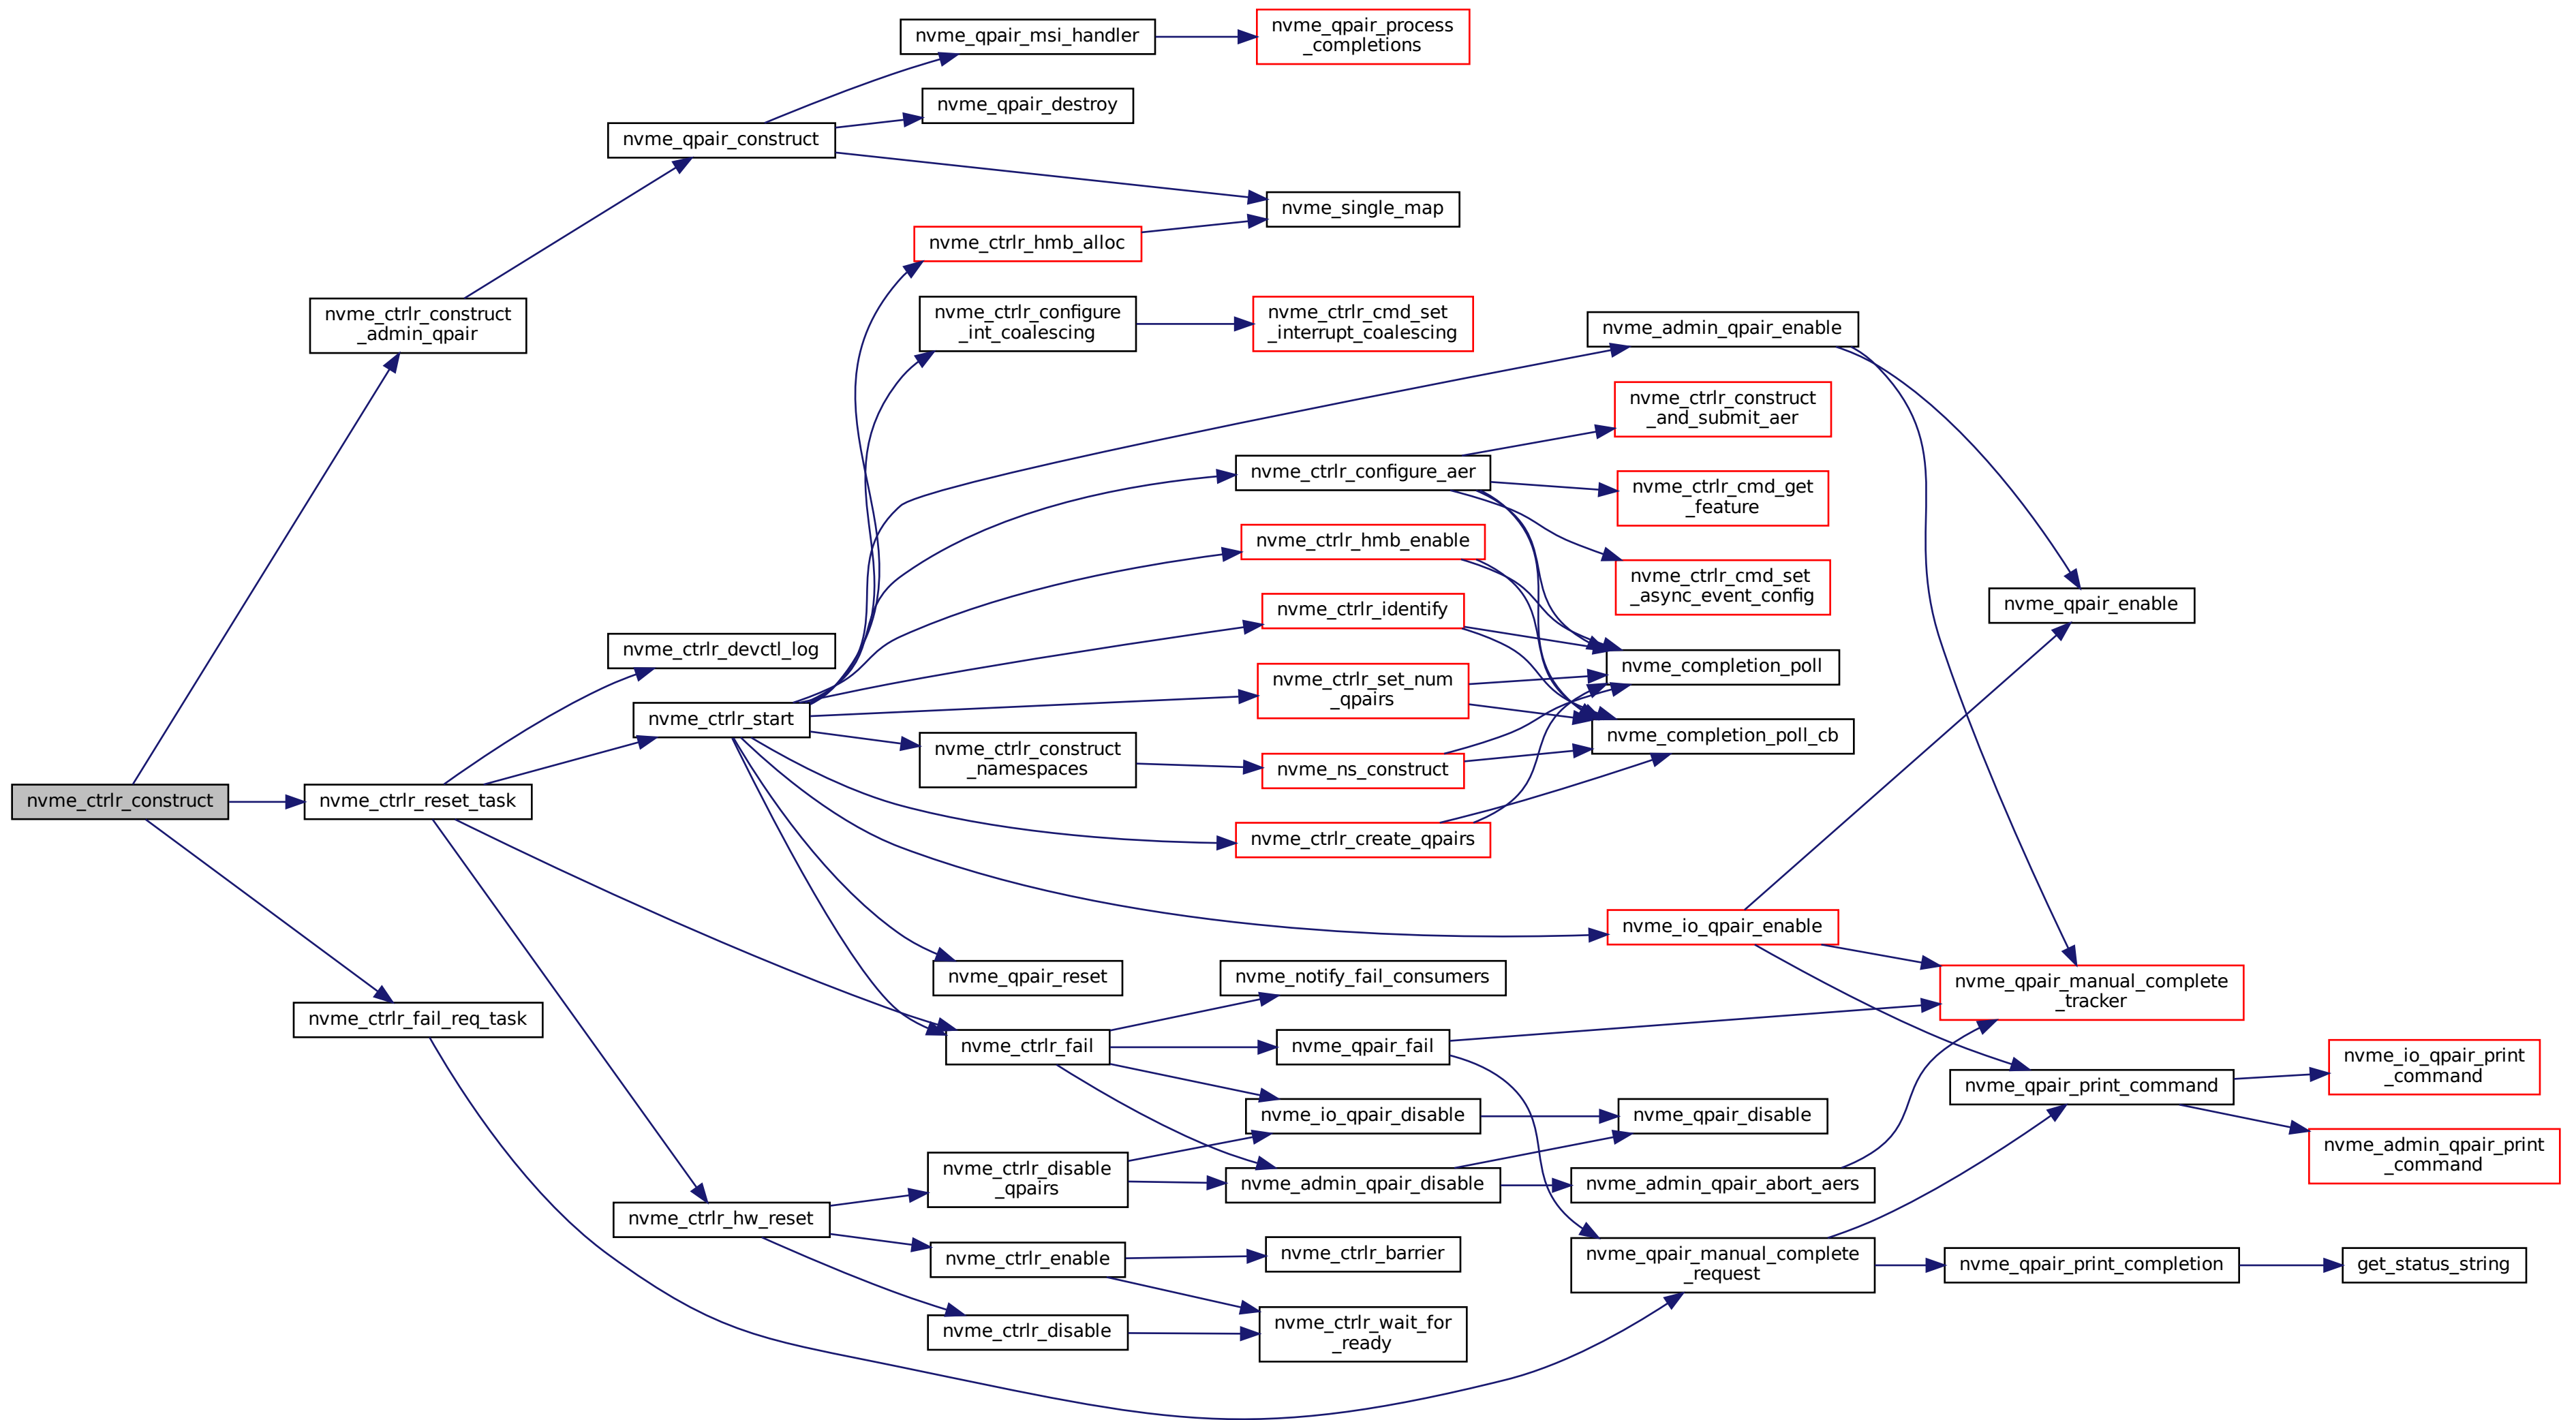 nvme_ctrlr_construct
nvme_ctrlr_construct
_admin_qpair
nvme_ctrlr_reset_task
nvme_ctrlr_fail_req_task
nvme_qpair_construct
nvme_ctrlr_devctl_log
nvme_ctrlr_start
nvme_ctrlr_hw_reset
nvme_qpair_msi_handler
nvme_qpair_destroy
nvme_ctrlr_hmb_alloc
nvme_ctrlr_configure
_int_coalescing
nvme_ctrlr_construct
_namespaces
nvme_qpair_reset
nvme_ctrlr_fail
nvme_ctrlr_disable
_qpairs
nvme_ctrlr_enable
nvme_ctrlr_disable
nvme_qpair_process
_completions
nvme_single_map
nvme_ctrlr_cmd_set
_interrupt_coalescing
nvme_ctrlr_configure_aer
nvme_ctrlr_hmb_enable
nvme_ctrlr_identify
nvme_ctrlr_set_num
_qpairs
nvme_ns_construct
nvme_ctrlr_create_qpairs
nvme_notify_fail_consumers
nvme_qpair_fail
nvme_io_qpair_disable
nvme_admin_qpair_disable
nvme_ctrlr_barrier
nvme_ctrlr_wait_for
_ready
nvme_admin_qpair_enable
nvme_ctrlr_construct
_and_submit_aer
nvme_ctrlr_cmd_get
_feature
nvme_ctrlr_cmd_set
_async_event_config
nvme_completion_poll
nvme_completion_poll_cb
nvme_io_qpair_enable
nvme_qpair_disable
nvme_admin_qpair_abort_aers
nvme_qpair_manual_complete
_request
nvme_qpair_enable
nvme_qpair_manual_complete
_tracker
nvme_qpair_print_command
nvme_qpair_print_completion
nvme_io_qpair_print
_command
nvme_admin_qpair_print
_command
get_status_string